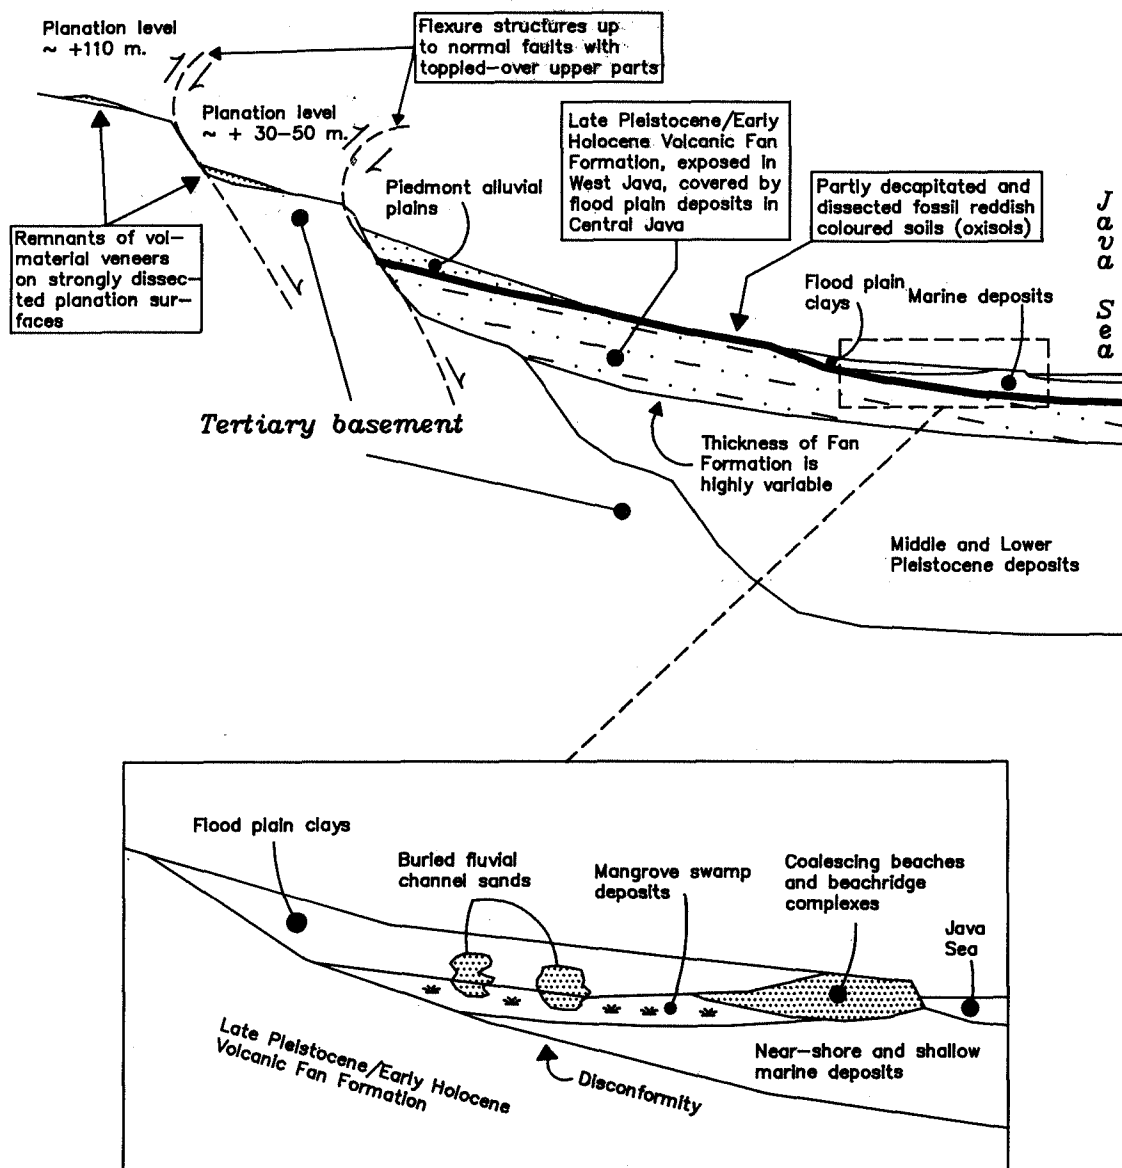 Planation level
~ +110 m.
Flexure structures up
to normal faults with
toppled-over upper parts
Planation level
~ + 30-50 m.
Late Pleistocene/Early
Holocene Volcanic Fan
Formation, exposed in
West Java, covered by
flood plain deposits in
Central Java
Piedmont alluvial
plains
Partly decapitated and
dissected fossil reddish
coloured soils (oxisols)
Java Sea
Remnants of vol-
material veneers
on strongly dissec-
ted planation sur-
faces
Flood plain
clays
Marine deposits
Tertiary basement
Thickness of Fan
Formation is
highly variable
Middle and Lower
Pleistocene deposits
Flood plain clays
Buried fluvial
channel sands
Mangrove swamp
deposits
Coalescing beaches
and beachridge
complexes
Java
Sea
Late Pleistocene/Early Holocene
Volcanic Fan Formation
Disconformity
Near-shore and shallow
marine deposits